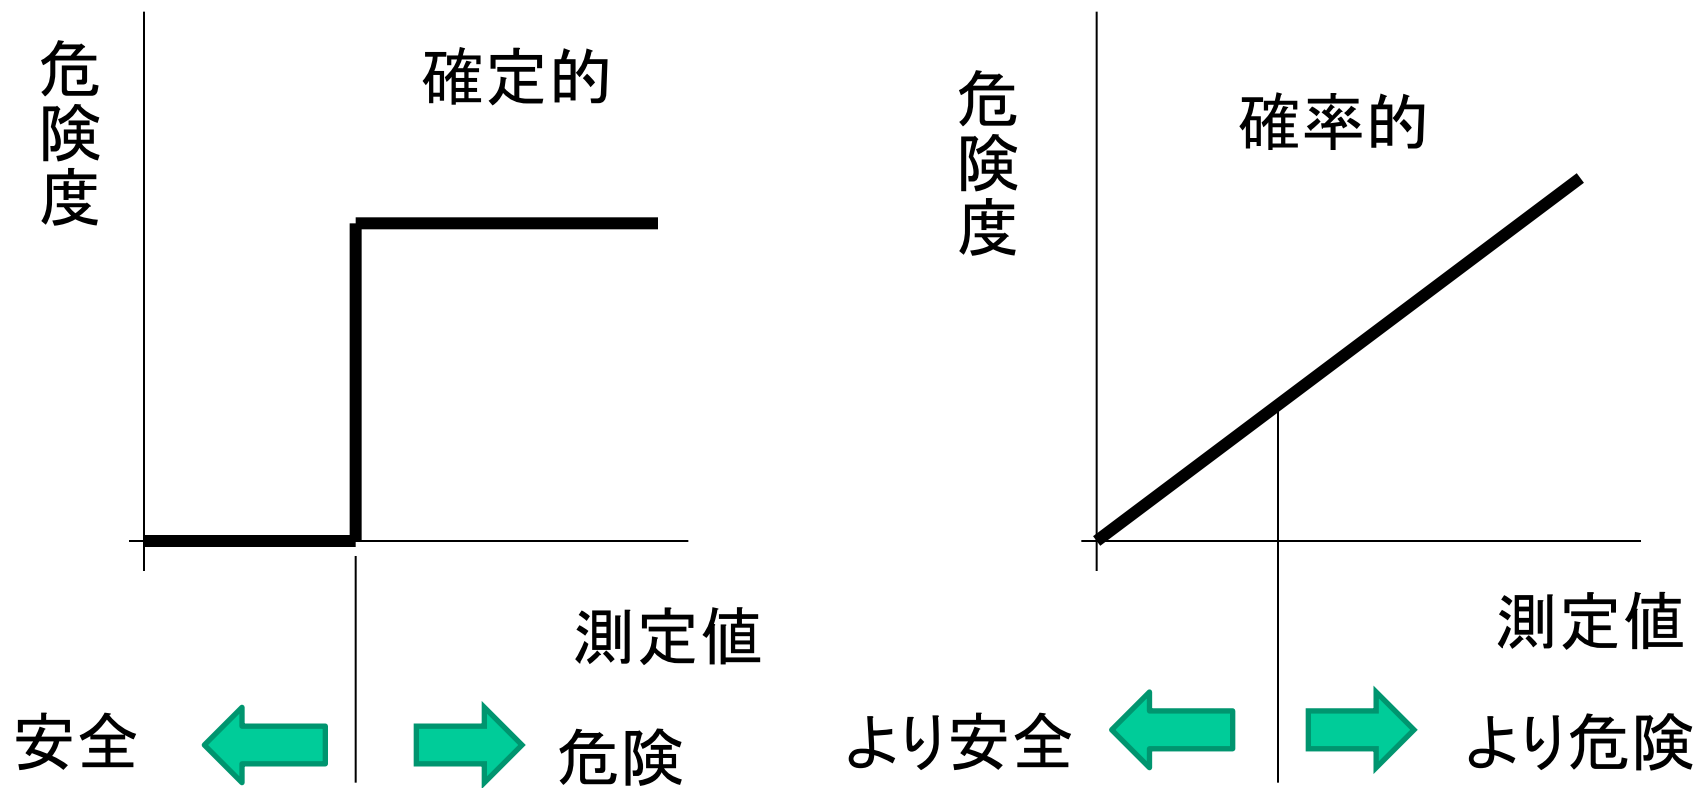 危険度
確定的
測定値
安全
危険
危険度
確率的
測定値
より安全
より危険